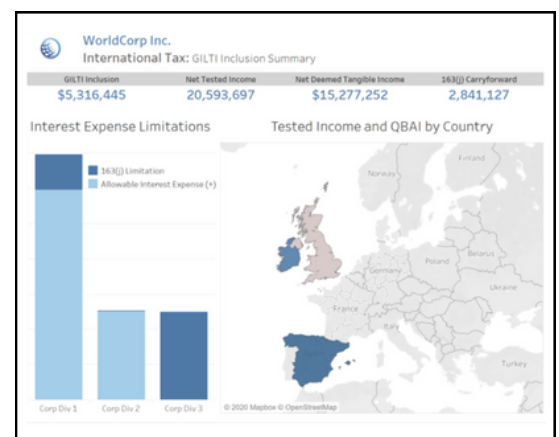 WorldCorp Inc.
International Tax: GILTI Inclusion Summary
GILTI Inclusion Net Tested Income Net Deemed Tangible Income 163(j) Carryforward
$5,316,445 20,593,697 $15,277,252 2,841,127
Interest Expense Limitations Tested Income and QBAI by Country
163(j) Limitation
Allowable Interest Expense (+)
Finland
Norway
Belarus
Poland
Germany
Ukraine
France
Italy
Turkey
Corp Div 1 Corp Div 2 Corp Div 3
© 2020 Mapbox © OpenStreetMap